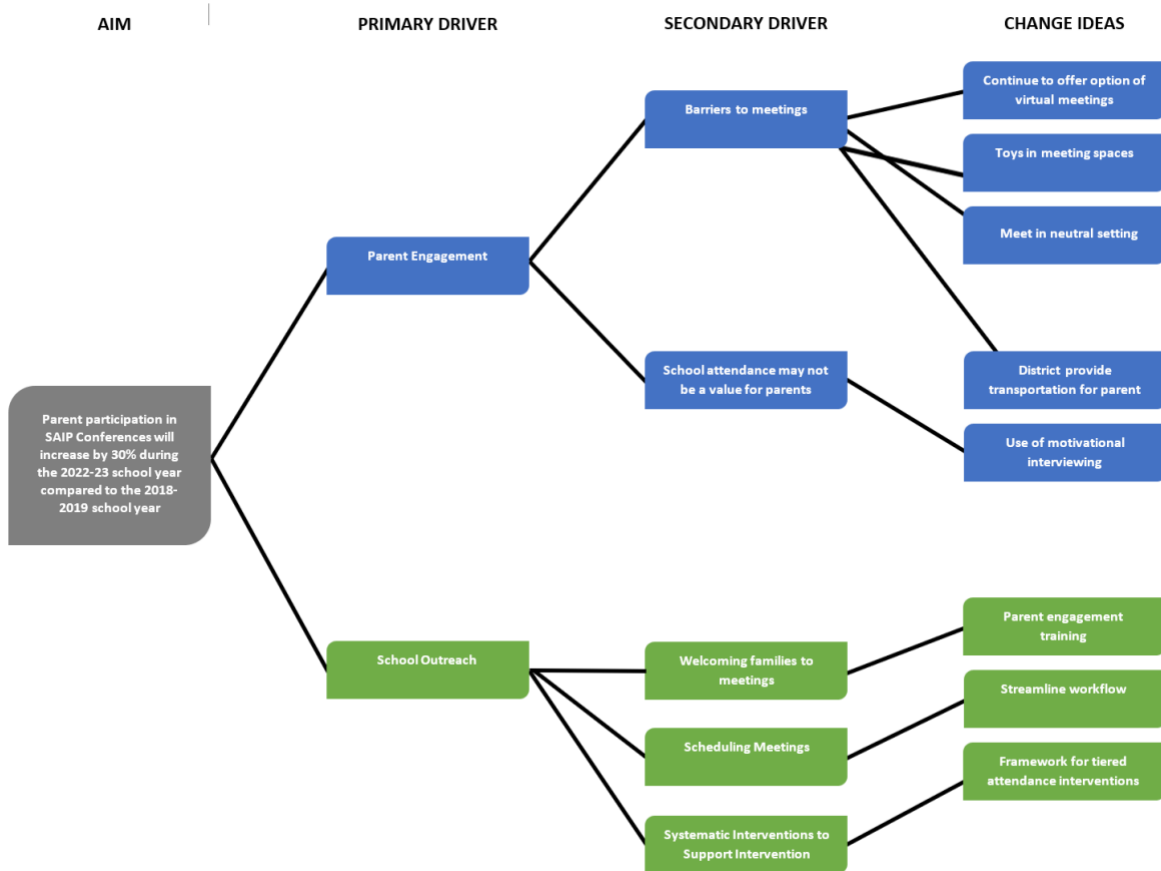 AIM
PRIMARY DRIVER
SECONDARY DRIVER
CHANGE IDEAS
Parent participation in
SAIP Conferences will
increase by 30% during
the 2022-23 school year
compared to the 2018-
2019 school year
Parent Engagement
Barriers to meetings
Continue to offer option of
virtual meetings
Toys in meeting spaces
Meet in neutral setting
District provide
transportation for parent
School attendance may not
be a value for parents
Use of motivational
interviewing
School Outreach
Welcoming families to
meetings
Parent engagement
training
Scheduling Meetings
Streamline workflow
Systematic Interventions to
Support Intervention
Framework for tiered
attendance interventions